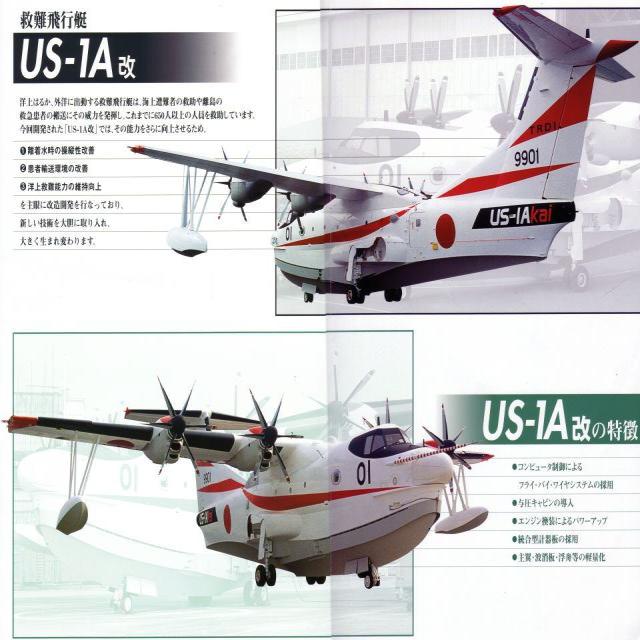 救難飛行艇
US-1A改
洋上はるか、外洋に出動する救難飛行艇は、海上遭難者の救助や離島の
救急患者の搬送にその威力を発揮し、これまでに650人以上の人員を救助しています。
今回開発された「US-1A改」では、その能力をさらに向上させるため、
❶離着水時の操縦性改善
❷患者輸送環境の改善
❸洋上救難能力の維持向上
を主眼に改造開発を行なっており、
新しい技術を大胆に取り入れ、
大きく生まれ変わります。
TRDI
9901
US-1Akai
01
US-1A改の特徴
●コンピュータ制御による
フライ・バイ・ワイヤシステムの採用
●与圧キャビンの導入
●エンジン換装によるパワーアップ
●統合型計器板の採用
●主翼・波消板・浮舟等の軽量化
01
9901
US-1Akai